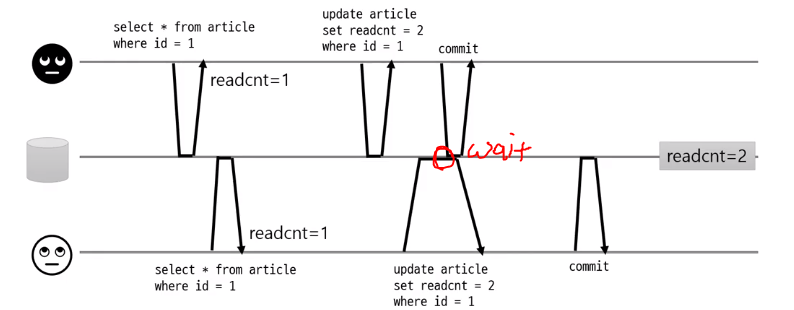 select * from article
where id = 1
readcnt=1
update article
set readcnt = 2
where id = 1
commit
wait
readcnt=2
readcnt=1
select * from article
where id = 1
update article
set readcnt = 2
where id = 1
commit